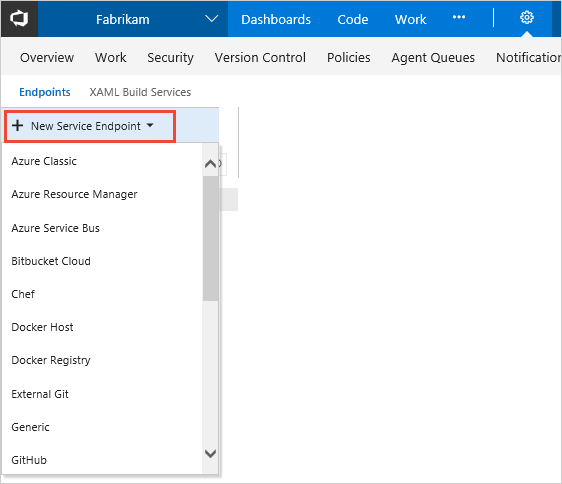 Fabrikam Dashboards Code Work •••
Overview Work Security Version Control Policies Agent Queues Notification
Endpoints XAML Build Services
+ New Service Endpoint
Azure Classic
Azure Resource Manager
Azure Service Bus
Bitbucket Cloud
Chef
Docker Host
Docker Registry
External Git
Generic
GitHub